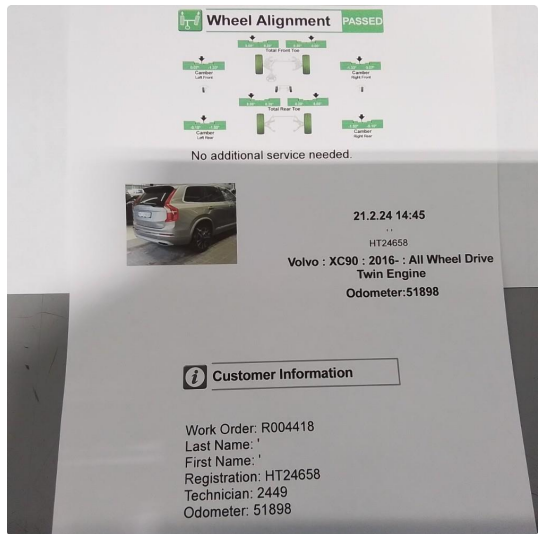 Wheel Alignment PASSED
Total Front Toe
Camber
Left Front
Camber
Right Front
Total Rear Toe
Camber
Left Rear
Camber
Right Rear
No additional service needed.
21.2.24 14:45
HT24658
Volvo : XC90 : 2016- : All Wheel Drive
Twin Engine
Odometer:51898
Customer Information
Work Order: R004418
Last Name: '
First Name: '
Registration: HT24658
Technician: 2449
Odometer: 51898